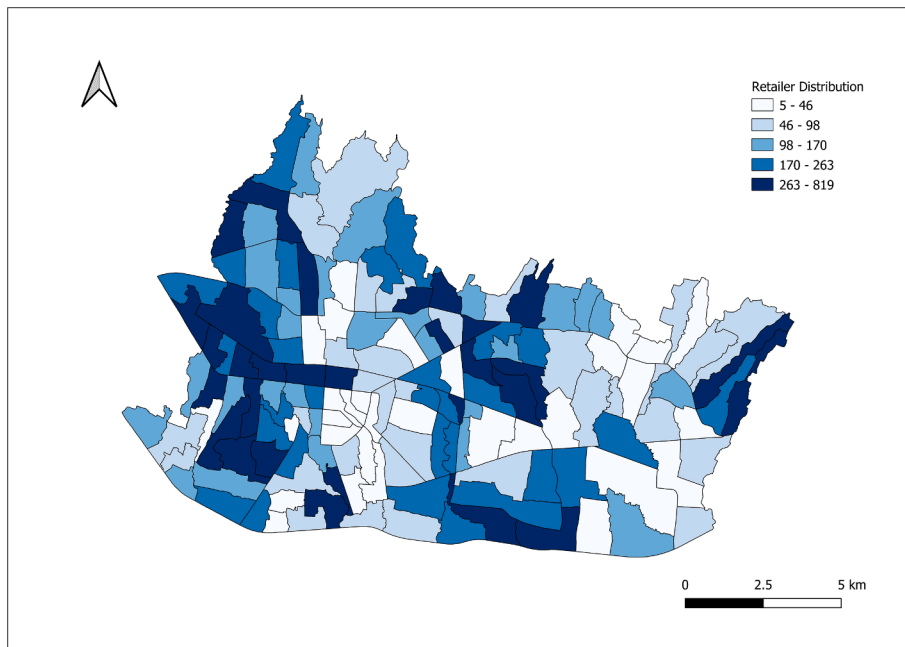 Retailer Distribution
5 - 46
46 - 98
98 - 170
170 - 263
263 - 819
0 2.5 5 km